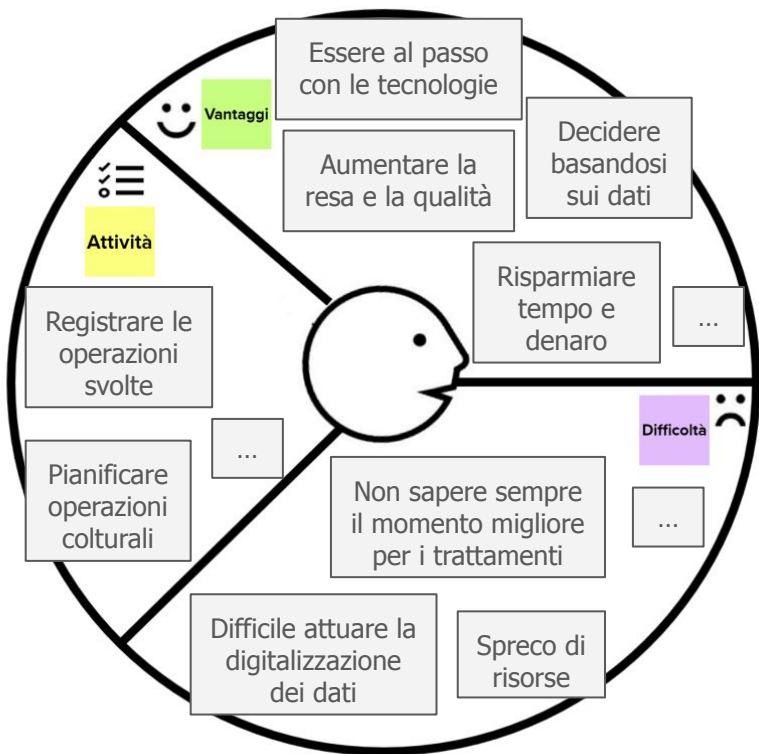 Vantaggi
Essere al passo
con le tecnologie
Aumentare la
resa e la qualità
Decidere
basandosi
sui dati
Risparmiare
tempo e
denaro
...
Attività
Registrare le
operazioni
svolte
...
Pianificare
operazioni
colturali
Difficoltà
Non sapere sempre
il momento migliore
per i trattamenti
...
Difficile attuare la
digitalizzazione
dei dati
Spreco di
risorse